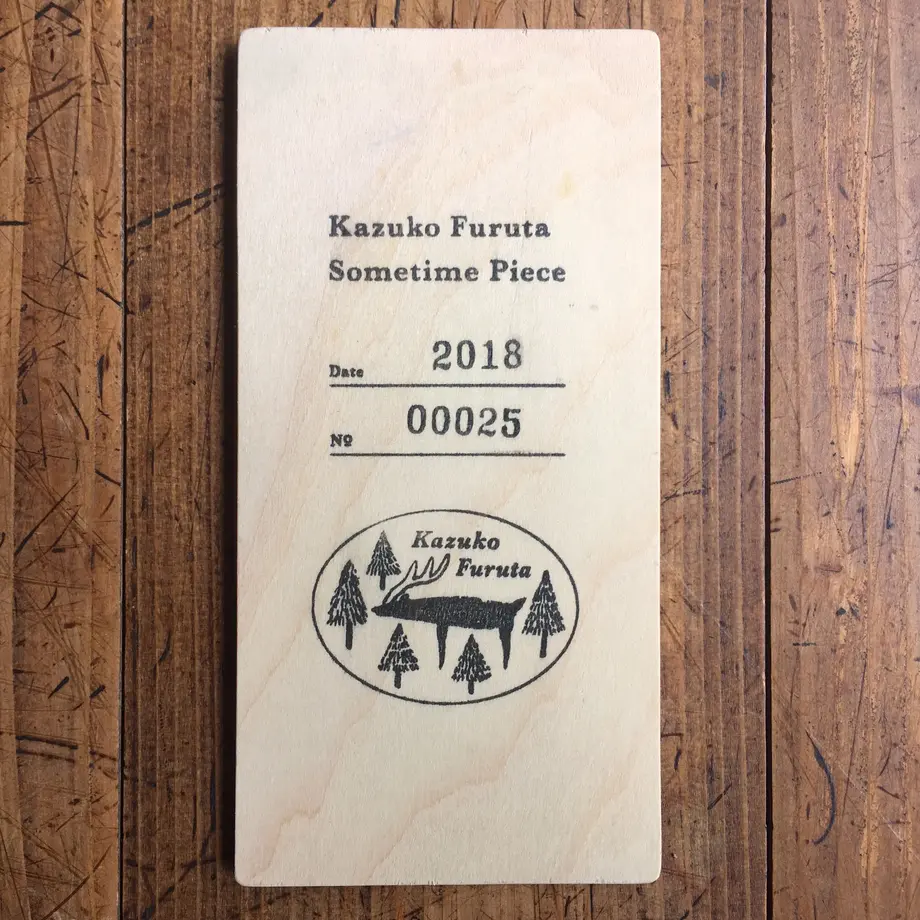 Kazuko Furuta
Sometime Piece
Date 2018
Nº 00025
Kazuko
Furuta